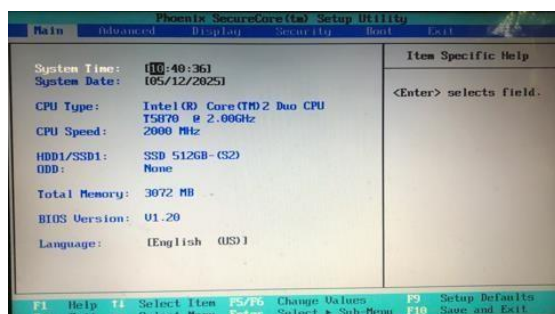 Phoenix SecureCore(tm) Setup Utility
Main Advanced Display Security Boot Exit
Item Specific Help
System Time: [10:40:36]
System Date: [05/12/2025]
<Enter> selects field.
CPU Type: Intel(R) Core(TM)2 Duo CPU
T5870 @ 2.00GHz
CPU Speed: 2000 MHz
HDD1/SSD1: SSD 512GB-(S2)
ODD: None
Total Memory: 3072 MB
BIOS Version: V1.20
Language: [English (US)]
F1 Help ↑↓ Select Item F5/F6 Change Values F9 Setup Defaults
Select Menu Enter Select ▶ Sub-Menu F10 Save and Exit